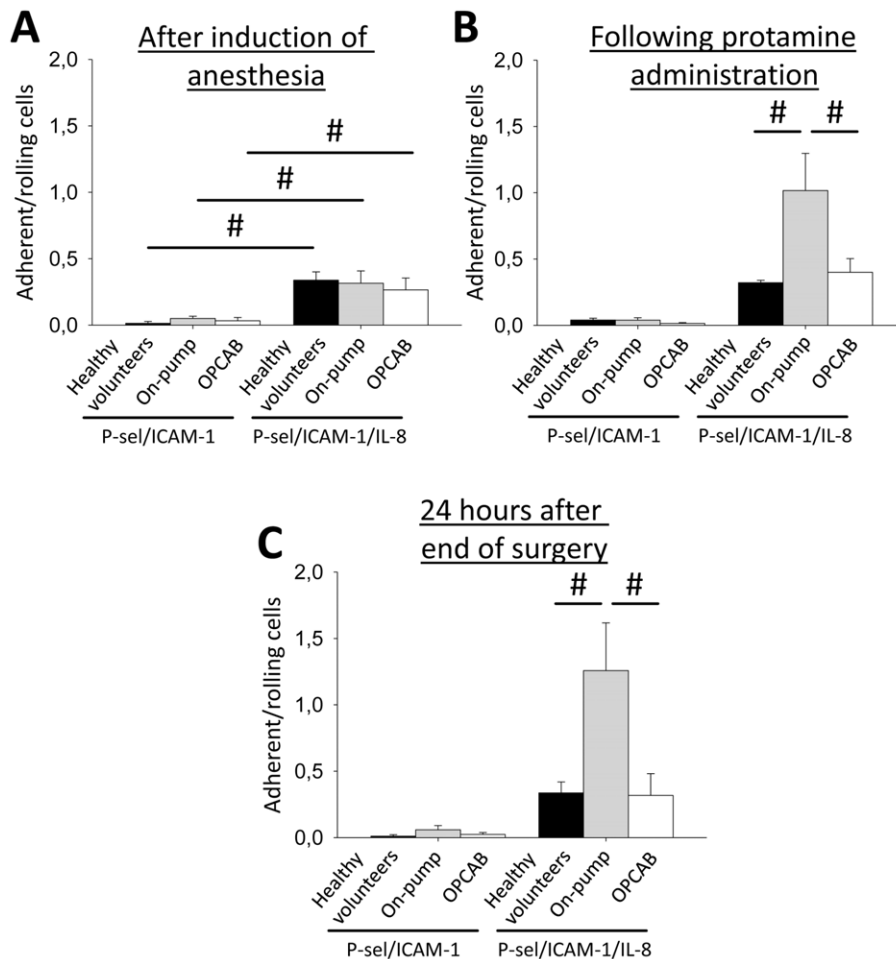 A
After induction of
anesthesia
Adherent/rolling cells
2,0
1,5
1,0
0,5
0,0
#
#
#
Healthy
volunteers
On-pump
OPCAB
Healthy
volunteers
On-pump
OPCAB
P-sel/ICAM-1
P-sel/ICAM-1/IL-8
B
Following protamine
administration
Adherent/rolling cells
2,0
1,5
1,0
0,5
0,0
# #
Healthy
volunteers
On-pump
OPCAB
Healthy
volunteers
On-pump
OPCAB
P-sel/ICAM-1
P-sel/ICAM-1/IL-8
C
24 hours after
end of surgery
Adherent/rolling cells
2,0
1,5
1,0
0,5
0,0
# #
Healthy
volunteers
On-pump
OPCAB
Healthy
volunteers
On-pump
OPCAB
P-sel/ICAM-1
P-sel/ICAM-1/IL-8